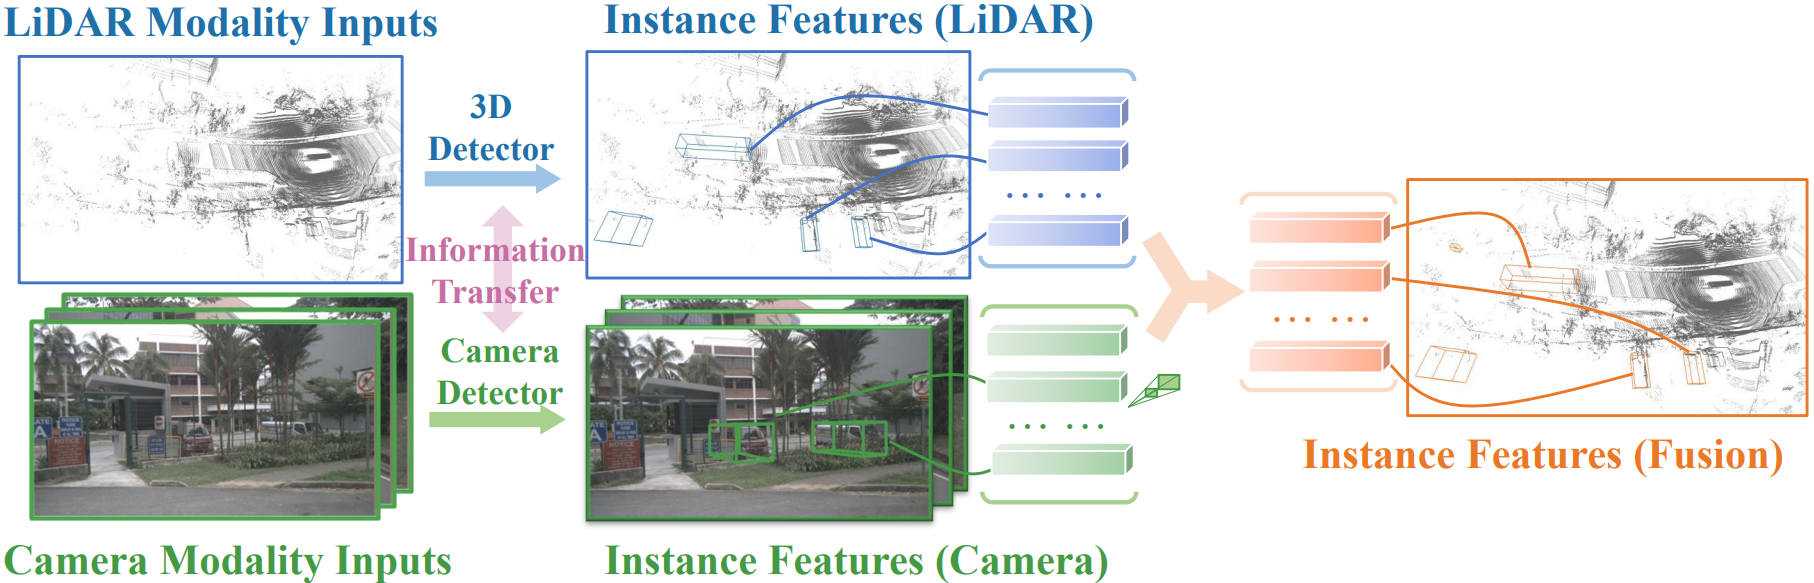 LiDAR Modality Inputs
Instance Features (LiDAR)
3D
Detector
Information
Transfer
Camera
Detector
Camera Modality Inputs
Instance Features (Camera)
Instance Features (Fusion)
... ...
... ...
... ...
NOTICE
A